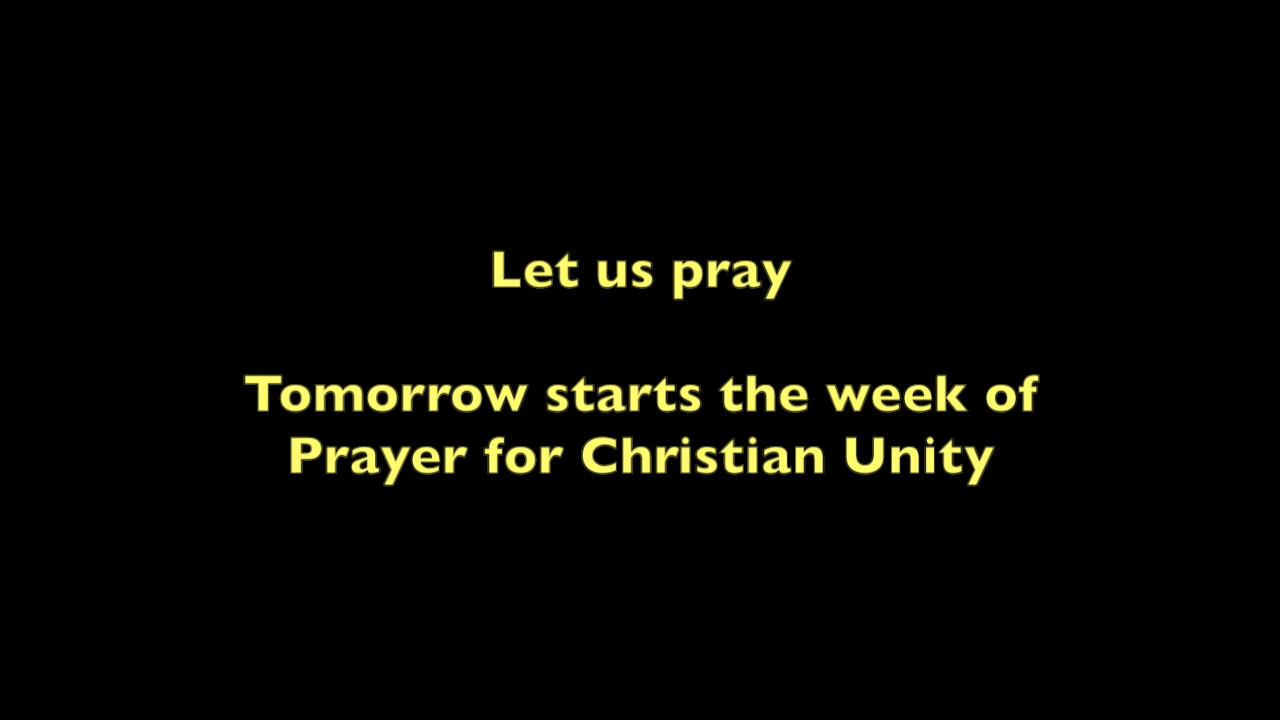 Let us pray
Tomorrow starts the week of
Prayer for Christian Unity